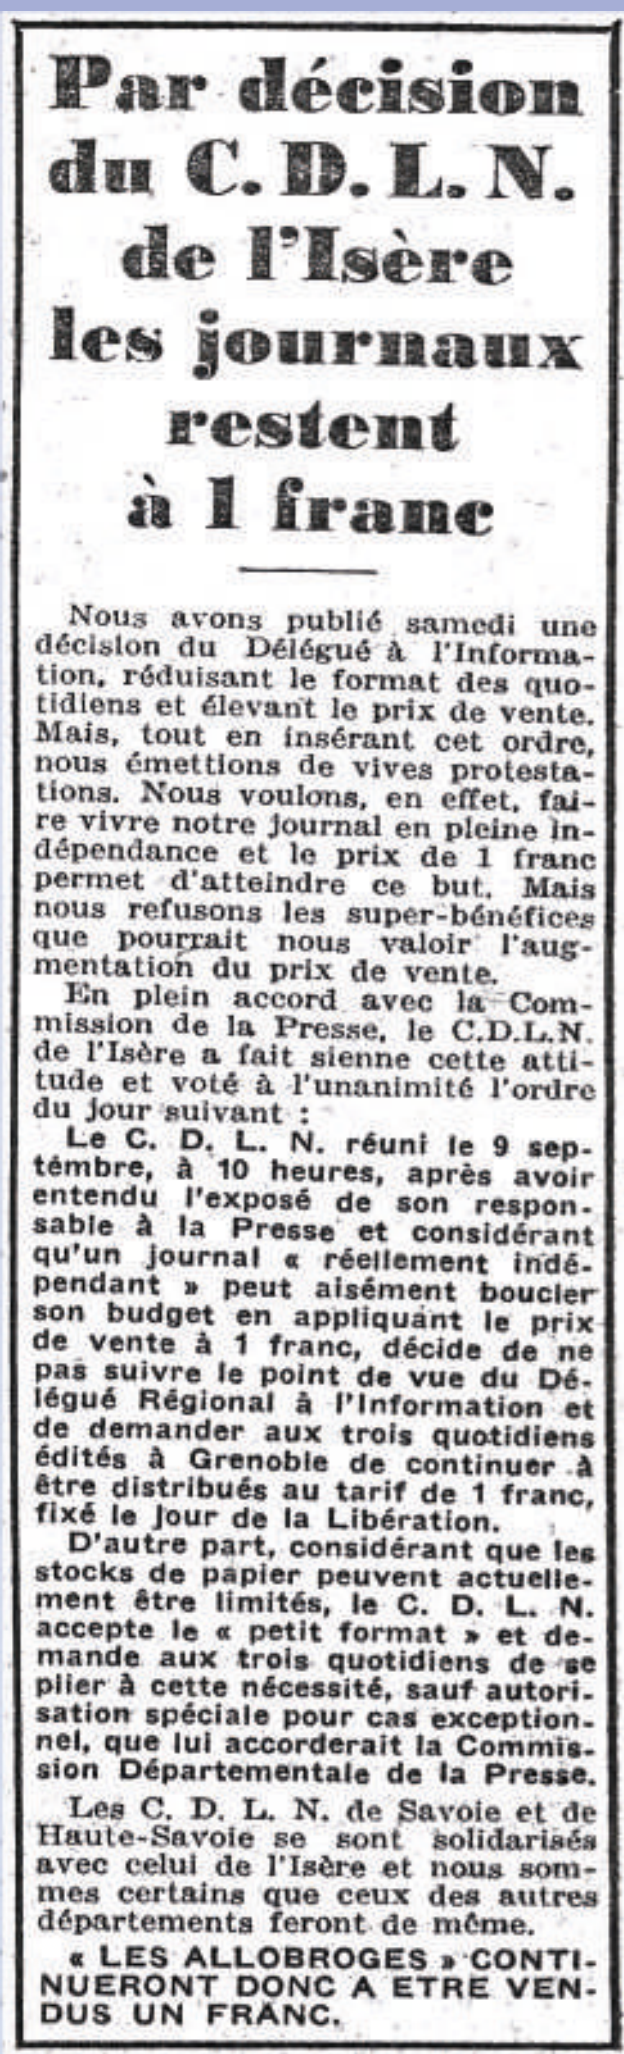 Par décision
du C. D. L. N.
de l'Isère
les journaux
restent
à 1 franc
Nous avons publié samedi une
décision du Délégué à l'Informa-
tion, réduisant le format des quo-
tidiens et élevant le prix de vente.
Mais, tout en insérant cet ordre,
nous émettions de vives protesta-
tions. Nous voulons, en effet, fai-
re vivre notre journal en pleine in-
dépendance et le prix de 1 franc
permet d'atteindre ce but. Mais
nous refusons les super-bénéfices
que pourrait nous valoir l'aug-
mentation du prix de vente.
En plein accord avec la Com-
mission de la Presse, le C.D.L.N.
de l'Isère a fait sienne cette atti-
tude et voté à l'unanimité l'ordre
du jour suivant :
Le C. D. L. N. réuni le 9 sep-
tembre, à 10 heures, après avoir
entendu l'exposé de son respon-
sable à la Presse et considérant
qu'un journal « réellement indé-
pendant » peut aisément boucler
son budget en appliquant le prix
de vente à 1 franc, décide de ne
pas suivre le point de vue du Dé-
légué Régional à l'Information et
de demander aux trois quotidiens
édités à Grenoble de continuer à
être distribués au tarif de 1 franc,
fixé le jour de la Libération.
D'autre part, considérant que les
stocks de papier peuvent actuelle-
ment être limités, le C. D. L. N.
accepte le « petit format » et de-
mande aux trois quotidiens de se
plier à cette nécessité, sauf autori-
sation spéciale pour cas exception-
nel, que lui accorderait la Commis-
sion Départementale de la Presse.
Les C. D. L. N. de Savoie et de
Haute-Savoie se sont solidarisés
avec celui de l'Isère et nous som-
mes certains que ceux des autres
départements feront de même.
« LES ALLOBROGES » CONTI-
NUERONT DONC A ETRE VEN-
DUS UN FRANC.